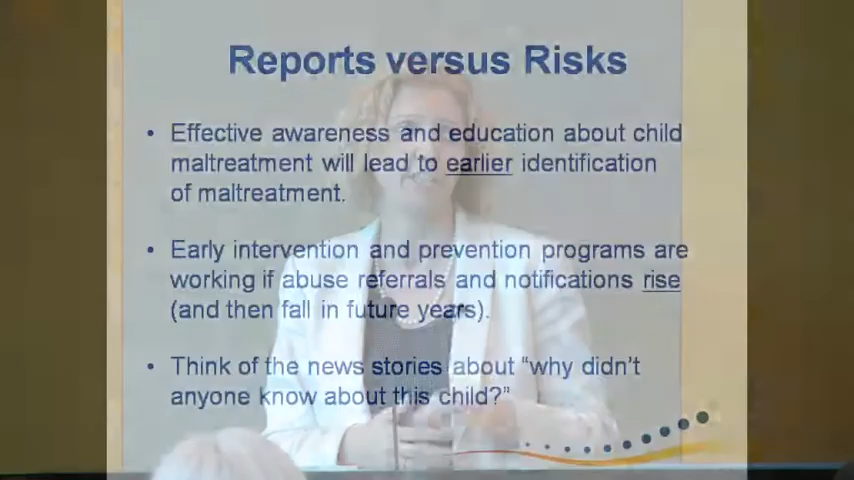 Reports versus Risks
• Effective awareness and education about child
maltreatment will lead to earlier identification
of maltreatment.
• Early intervention and prevention programs are
working if abuse referrals and notifications rise
(and then fall in future years).
• Think of the news stories about “why didn’t
anyone know about this child?”